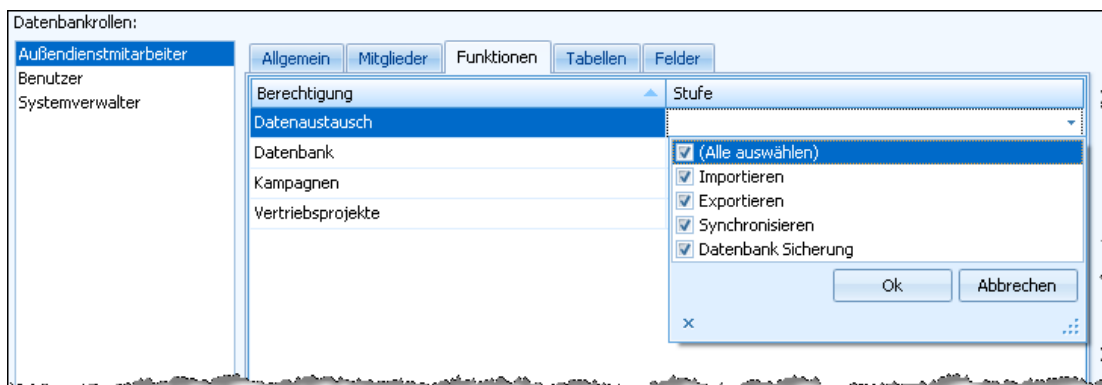 Datenbankrollen:
Außendienstmitarbeiter
Benutzer
Systemverwalter
Allgemein Mitglieder Funktionen Tabellen Felder
Berechtigung Stufe
Datenaustausch
Datenbank
Kampagnen
Vertriebsprojekte
(Alle auswählen)
Importieren
Exportieren
Synchronisieren
Datenbank Sicherung
Ok Abbrechen